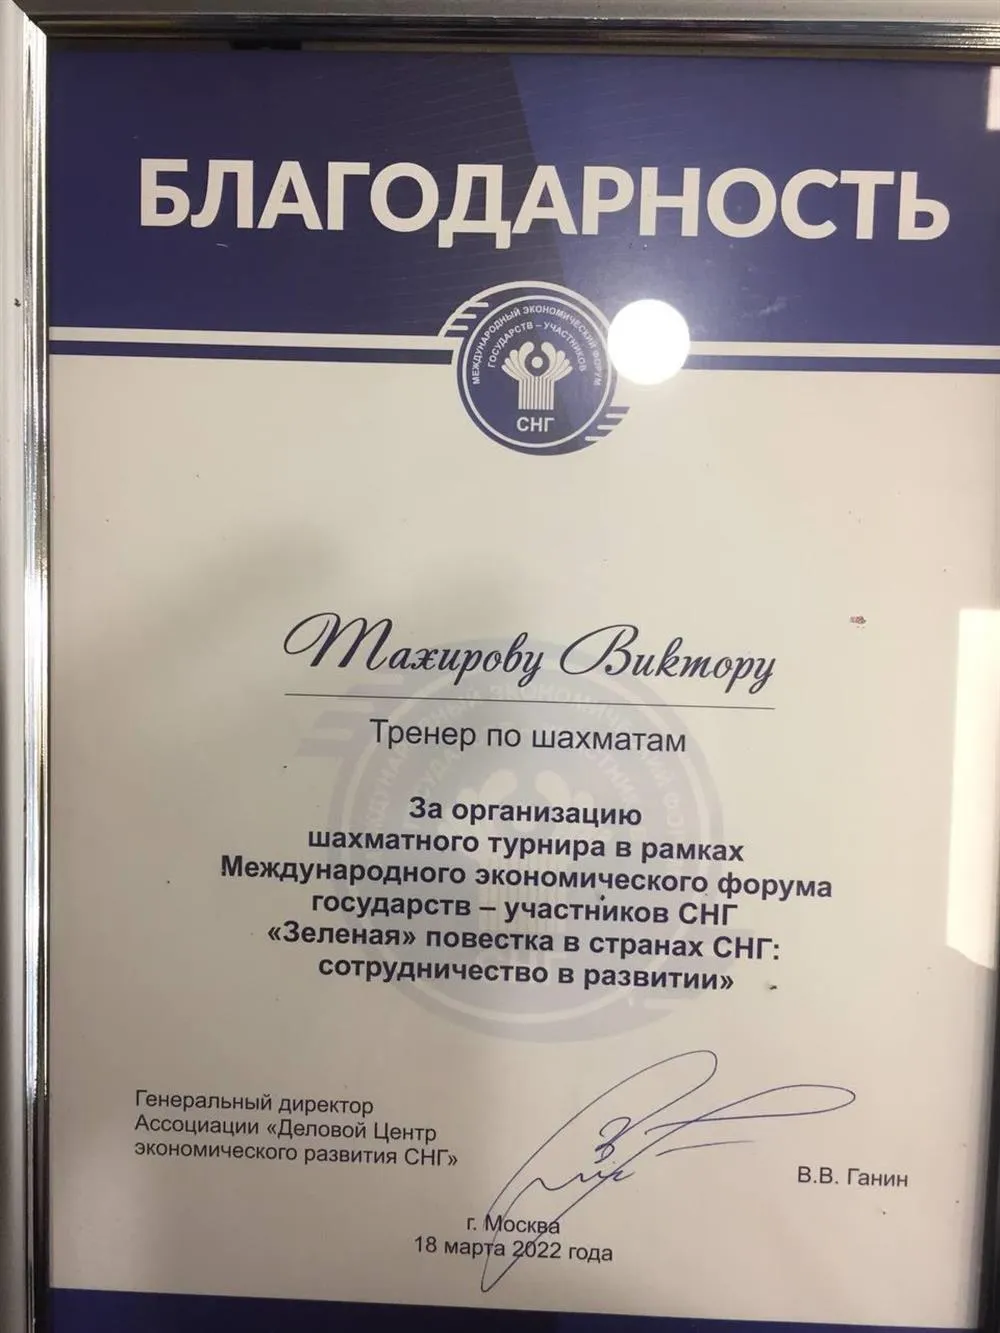 БЛАГОДАРНОСТЬ
МЕЖДУНАРОДНЫЙ ЭКОНОМИЧЕСКИЙ ФОРУМ
ГОСУДАРСТВ – УЧАСТНИКОВ
СНГ
Тахирову Виктору
Тренер по шахматам
За организацию
шахматного турнира в рамках
Международного экономического форума
государств – участников СНГ
«Зеленая» повестка в странах СНГ:
сотрудничество в развитии»
Генеральный директор
Ассоциации «Деловой Центр
экономического развития СНГ»
В.В. Ганин
г. Москва
18 марта 2022 года